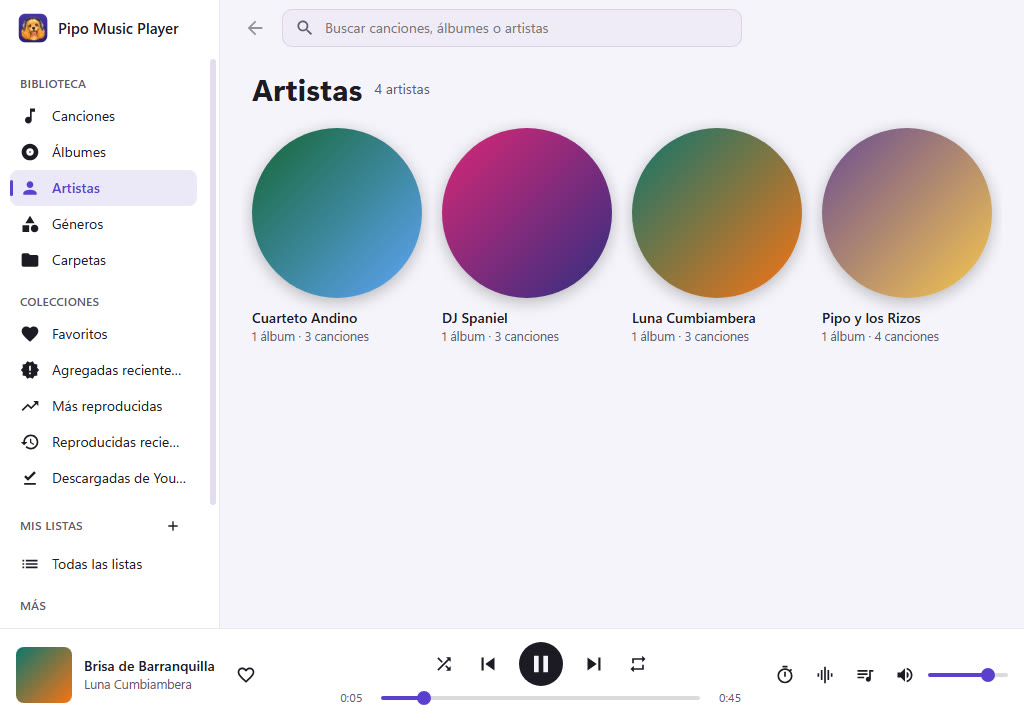 Pipo Music Player
Buscar canciones, álbumes o artistas
BIBLIOTECA
Canciones
Álbumes
Artistas
Géneros
Carpetas
COLECCIONES
Favoritos
Agregadas reciente...
Más reproducidas
Reproducidas recie...
Descargadas de You...
MIS LISTAS
Todas las listas
MÁS
Artistas 4 artistas
Cuarteto Andino
1 álbum · 3 canciones
DJ Spaniel
1 álbum · 3 canciones
Luna Cumbiambera
1 álbum · 3 canciones
Pipo y los Rizos
1 álbum · 4 canciones
Brisa de Barranquilla
Luna Cumbiambera
0:05
0:45